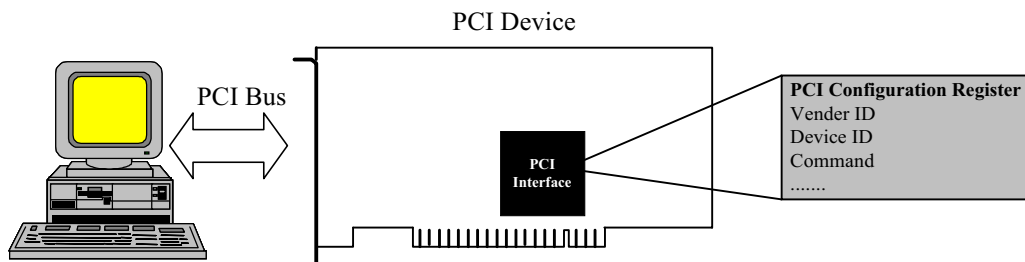 PCI Device
PCI Bus
PCI
Interface
PCI Configuration Register
Vender ID
Device ID
Command
.......